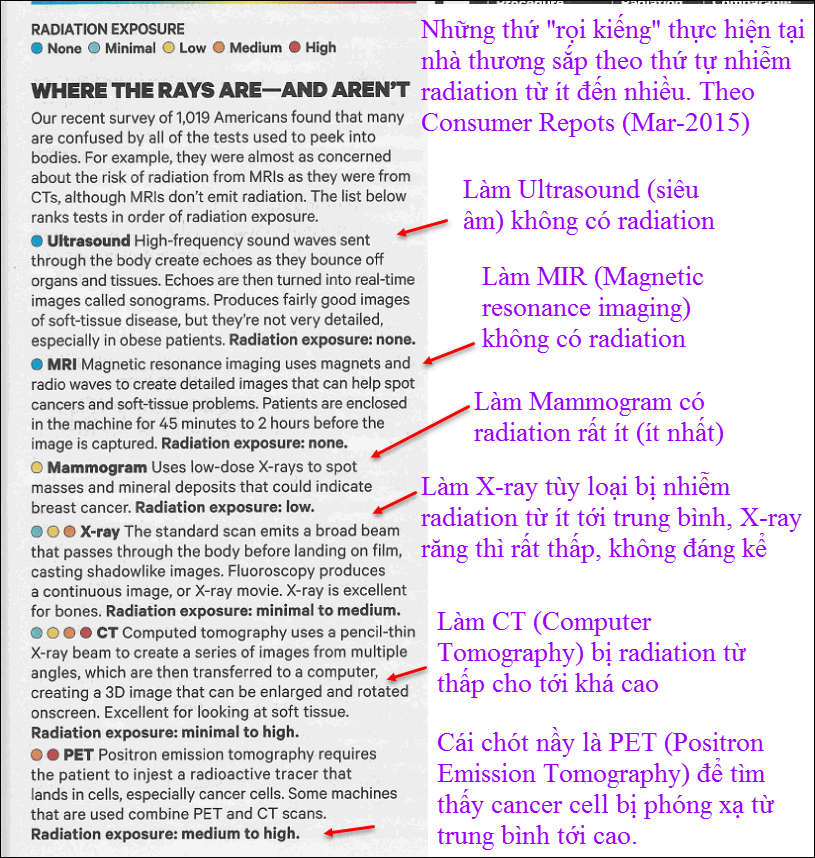 RADIATION EXPOSURE
None Minimal Low Medium High
WHERE THE RAYS ARE—AND AREN'T
Our recent survey of 1,019 Americans found that many
are confused by all of the tests used to peek into
bodies. For example, they were almost as concerned
about the risk of radiation from MRIs as they were from
CTs, although MRIs don't emit radiation. The list below
ranks tests in order of radiation exposure.
Ultrasound High-frequency sound waves sent
through the body create echoes as they bounce off
organs and tissues. Echoes are then turned into real-time
images called sonograms. Produces fairly good images
of soft-tissue disease, but they're not very detailed,
especially in obese patients. Radiation exposure: none.
MRI Magnetic resonance imaging uses magnets and
radio waves to create detailed images that can help spot
cancers and soft-tissue problems. Patients are enclosed
in the machine for 45 minutes to 2 hours before the
image is captured. Radiation exposure: none.
Mammogram Uses low-dose X-rays to spot
masses and mineral deposits that could indicate
breast cancer. Radiation exposure: low.
X-ray The standard scan emits a broad beam
that passes through the body before landing on film,
casting shadowlike images. Fluoroscopy produces
a continuous image, or X-ray movie. X-ray is excellent
for bones. Radiation exposure: minimal to medium.
CT Computed tomography uses a pencil-thin
X-ray beam to create a series of images from multiple
angles, which are then transferred to a computer,
creating a 3D image that can be enlarged and rotated
onscreen. Excellent for looking at soft tissue.
Radiation exposure: minimal to high.
PET Positron emission tomography requires
the patient to injest a radioactive tracer that
lands in cells, especially cancer cells. Some machines
that are used combine PET and CT scans.
Radiation exposure: medium to high.
Những thứ "rọi kiếng" thực hiện tại
nhà thương sắp theo thứ tự nhiễm
radiation từ ít đến nhiều. Theo
Consumer Repots (Mar-2015)
Làm Ultrasound (siêu
âm) không có radiation
Làm MIR (Magnetic
resonance imaging)
không có radiation
Làm Mammogram có
radiation rất ít (ít nhất)
Làm X-ray tùy loại bị nhiễm
radiation từ ít tới trung bình, X-ray
răng thì rất thấp, không đáng kể
Làm CT (Computer
Tomography) bị radiation từ
thấp cho tới khá cao
Cái chót nầy là PET (Positron
Emission Tomography) để tìm
thấy cancer cell bị phóng xạ từ
trung bình tới cao.